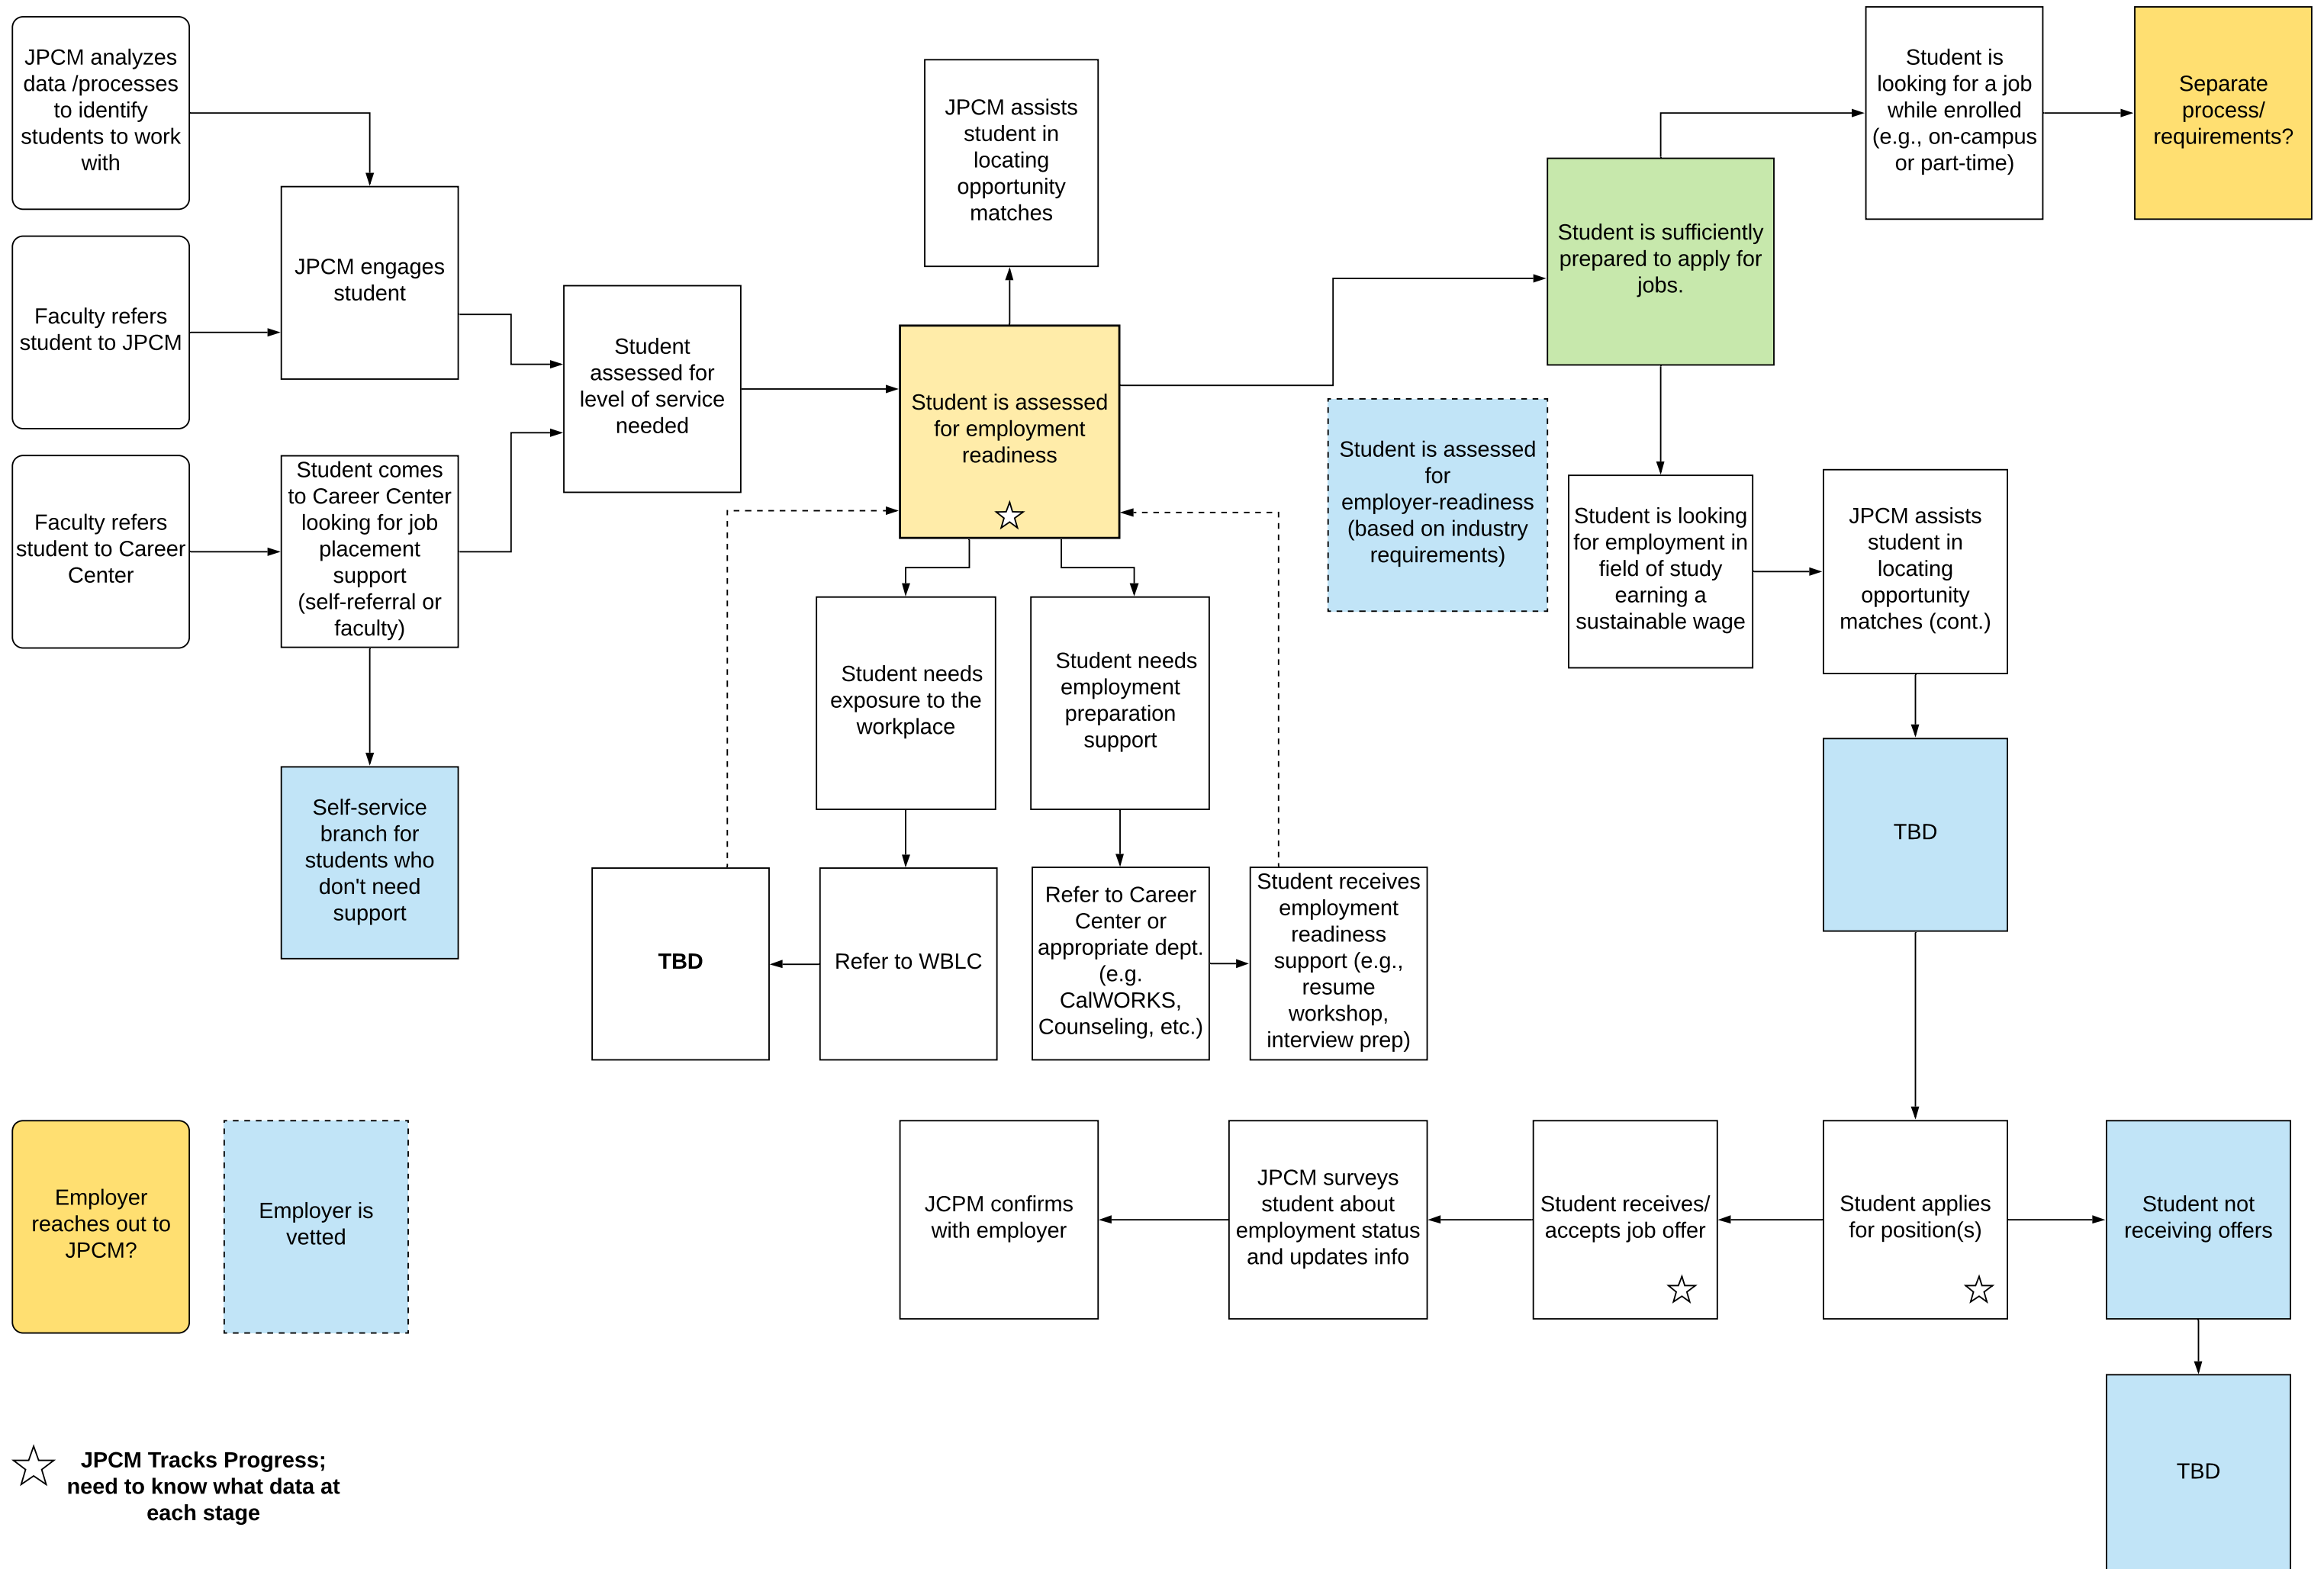 JPCM analyzes
data /processes
to identify
students to work
with
Faculty refers
student to JPCM
Faculty refers
student to Career
Center
JPCM engages
student
Student comes
to Career Center
looking for job
placement
support
(self-referral or
faculty)
Self-service
branch for
students who
don't need
support
Student
assessed for
level of service
needed
JPCM assists
student in
locating
opportunity
matches
Student is assessed
for employment
readiness
Student needs
exposure to the
workplace
Student needs
employment
preparation
support
TBD
Refer to WBLC
Refer to Career
Center or
appropriate dept.
(e.g.
CalWORKS,
Counseling, etc.)
Student receives
employment
readiness
support (e.g.,
resume
workshop,
interview prep)
Student is assessed
for
employer-readiness
(based on industry
requirements)
Student is sufficiently
prepared to apply for
jobs.
Student is
looking for a job
while enrolled
(e.g., on-campus
or part-time)
Separate
process/
requirements?
Student is looking
for employment in
field of study
earning a
sustainable wage
JPCM assists
student in
locating
opportunity
matches (cont.)
TBD
Employer
reaches out to
JPCM?
Employer is
vetted
JCPM confirms
with employer
JPCM surveys
student about
employment status
and updates info
Student receives/
accepts job offer
Student applies
for position(s)
Student not
receiving offers
TBD
JPCM Tracks Progress;
need to know what data at
each stage